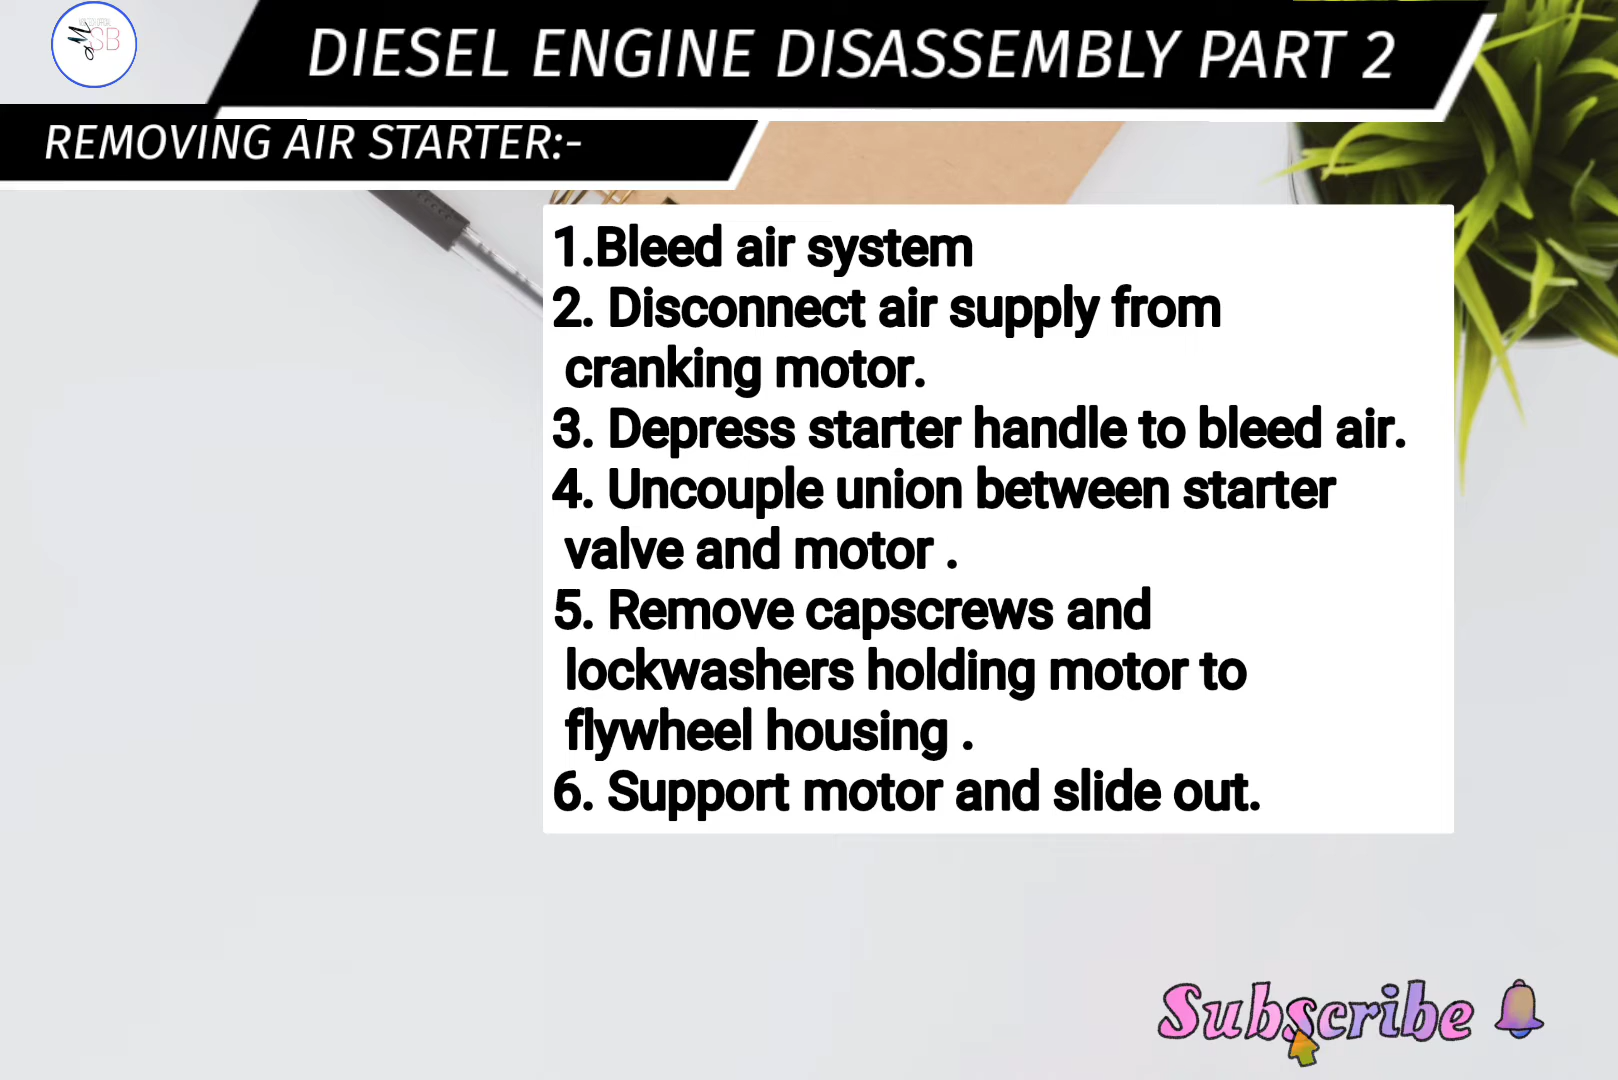 SB
DIESEL ENGINE DISASSEMBLY PART 2
REMOVING AIR STARTER:-
1.Bleed air system
2. Disconnect air supply from
cranking motor.
3. Depress starter handle to bleed air.
4. Uncouple union between starter
valve and motor .
5. Remove capscrews and
lockwashers holding motor to
flywheel housing .
6. Support motor and slide out.
Subscribe